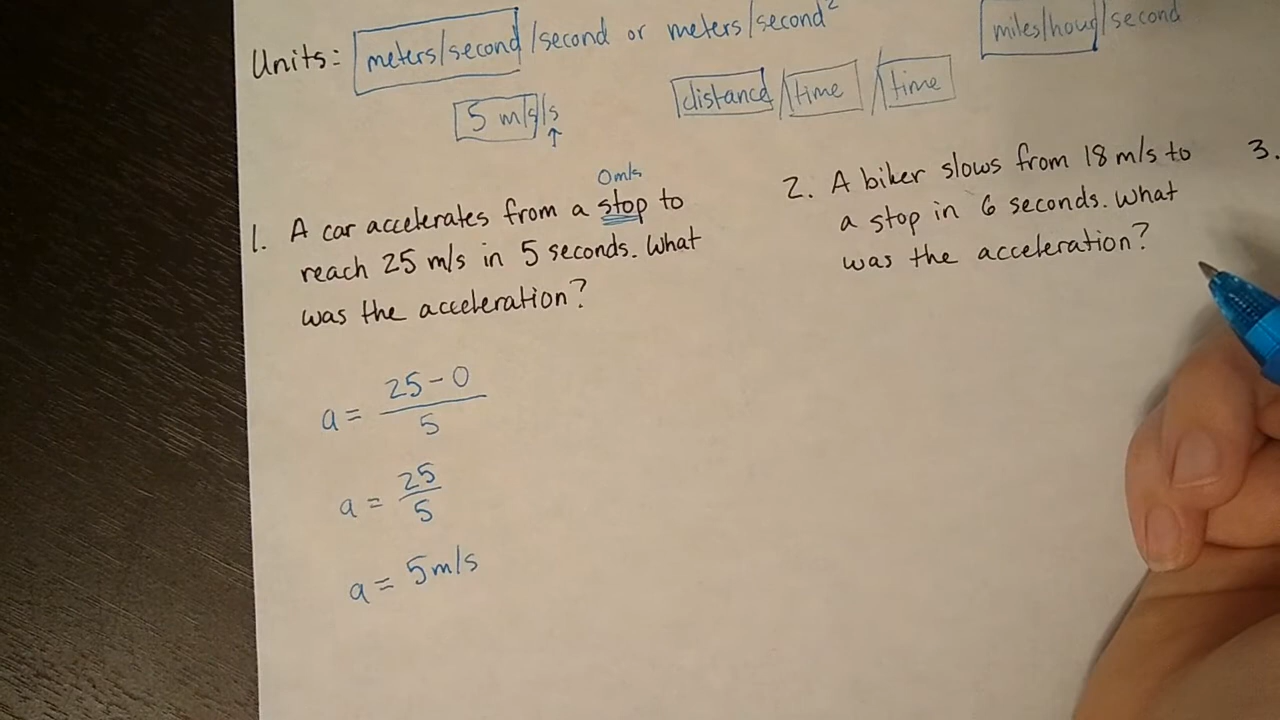 Units: meters/second/second or meters/second²
miles/hour/second
5 m/s/s
↑
distance/time/time
0m/s
1. A car accelerates from a stop to
reach 25 m/s in 5 seconds. What
was the acceleration?
a = 25-0
5
a = 25
5
a = 5m/s
2. A biker slows from 18 m/s to
a stop in 6 seconds. What
was the acceleration?
3.